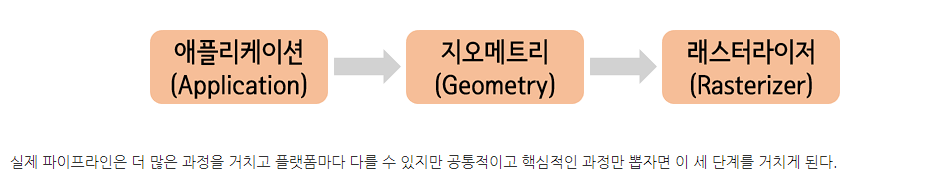 애플리케이션
(Application)
지오메트리
(Geometry)
래스터라이저
(Rasterizer)
실제 파이프라인은 더 많은 과정을 거치고 플랫폼마다 다를 수 있지만 공통적이고 핵심적인 과정만 뽑자면 이 세 단계를 거치게 된다.